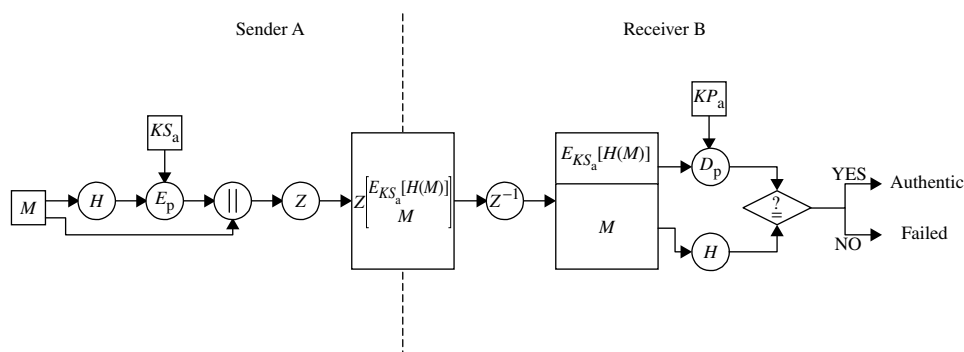 Sender A
Receiver B
KSa
M
H
Ep
||
Z
Z[EKSa[H(M)]
M]
Z-1
EKSa[H(M)]
M
KPa
Dp
H
?
=
YES
Authentic
NO
Failed